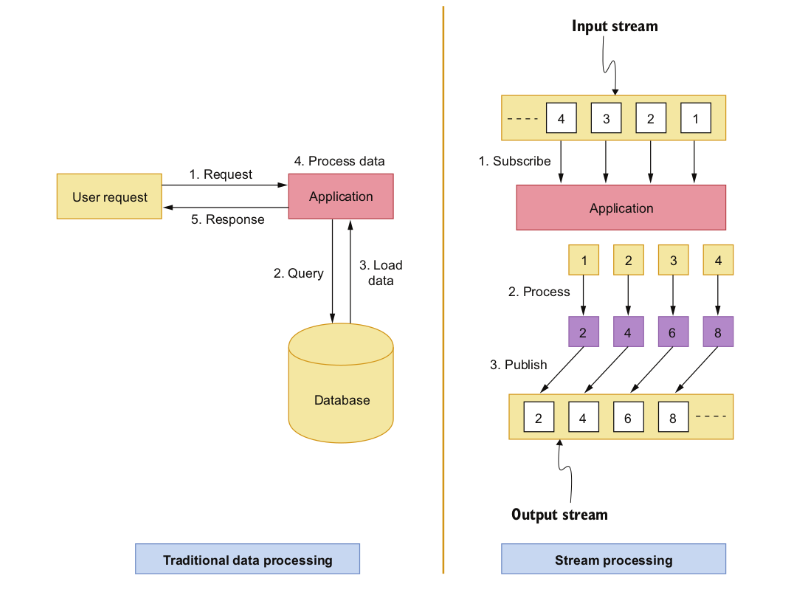 Input stream
4 3 2 1
1. Subscribe
Application
1 2 3 4
2. Process
2 4 6 8
3. Publish
2 4 6 8
Output stream
Stream processing
4. Process data
1. Request
User request
Application
5. Response
2. Query
3. Load
data
Database
Traditional data processing